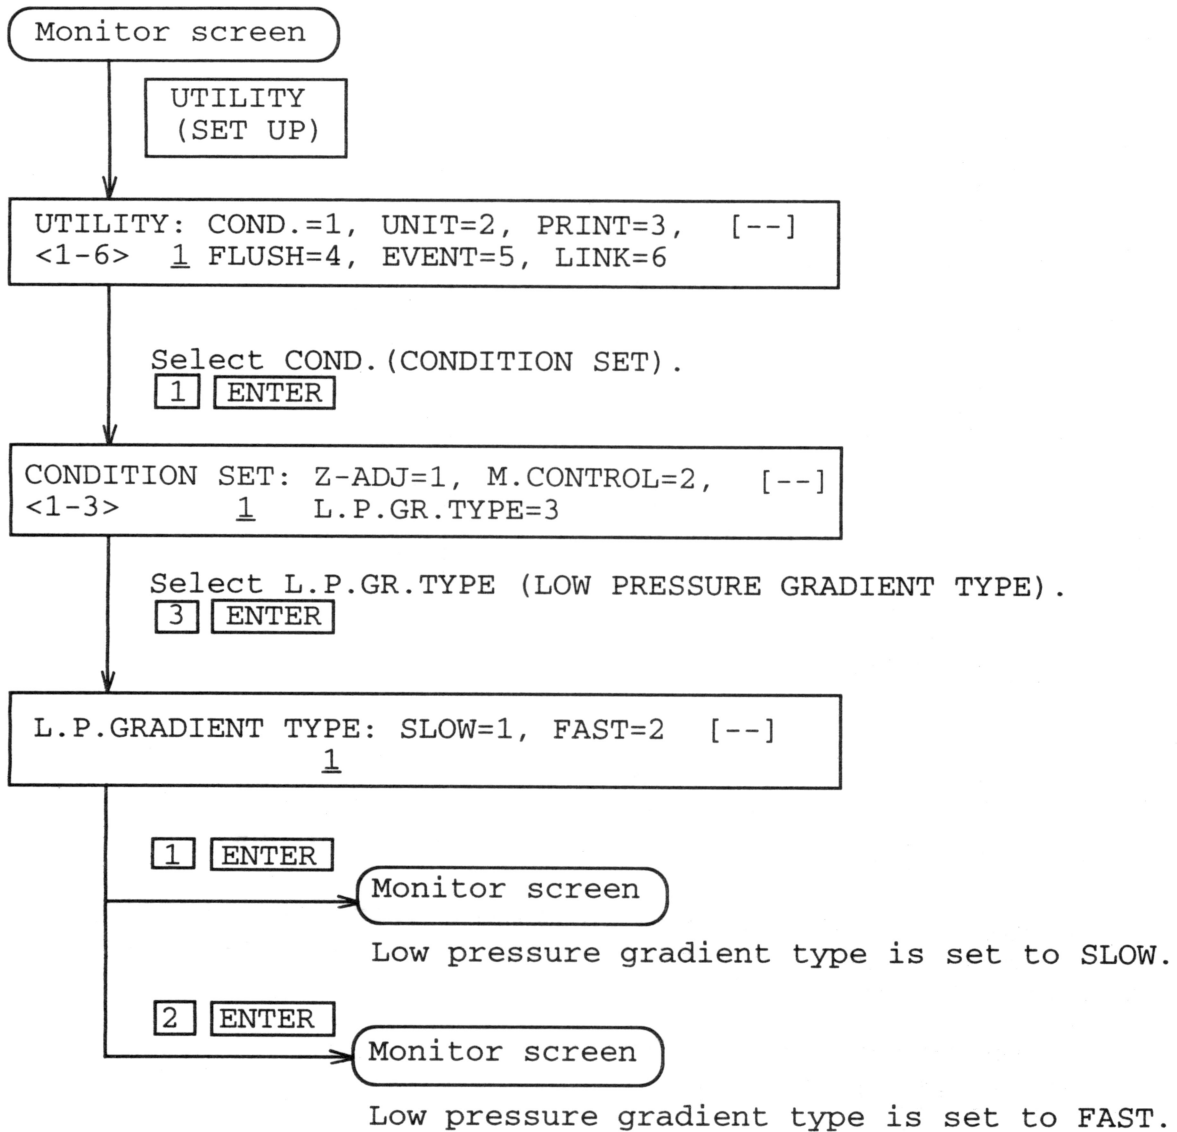 Monitor screen
UTILITY
(SET UP)
UTILITY: COND.=1, UNIT=2, PRINT=3, [--]
<1-6> 1 FLUSH=4, EVENT=5, LINK=6
Select COND.(CONDITION SET).
1 ENTER
CONDITION SET: Z-ADJ=1, M.CONTROL=2, [--]
<1-3> 1 L.P.GR.TYPE=3
Select L.P.GR.TYPE (LOW PRESSURE GRADIENT TYPE).
3 ENTER
L.P.GRADIENT TYPE: SLOW=1, FAST=2 [--]
1
1 ENTER
Monitor screen
Low pressure gradient type is set to SLOW.
2 ENTER
Monitor screen
Low pressure gradient type is set to FAST.